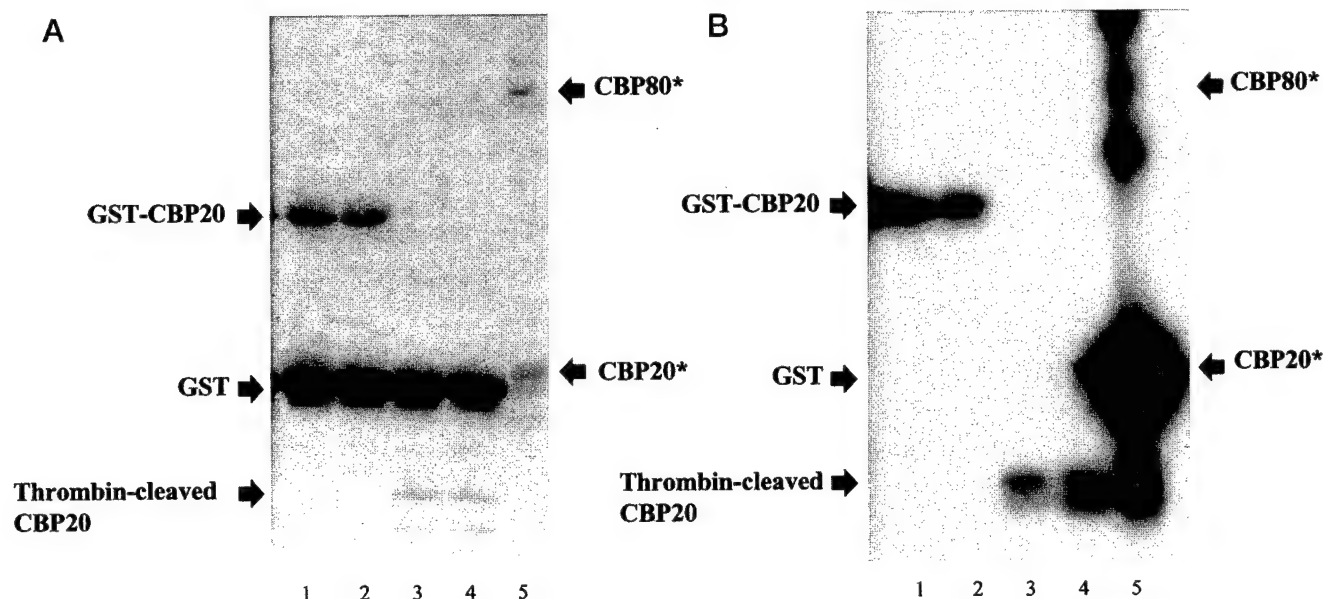 A
CBP80*
GST-CBP20
CBP20*
GST
Thrombin-cleaved
CBP20
1 2 3 4 5
B
CBP80*
GST-CBP20
CBP20*
GST
Thrombin-cleaved
CBP20
1 2 3 4 5